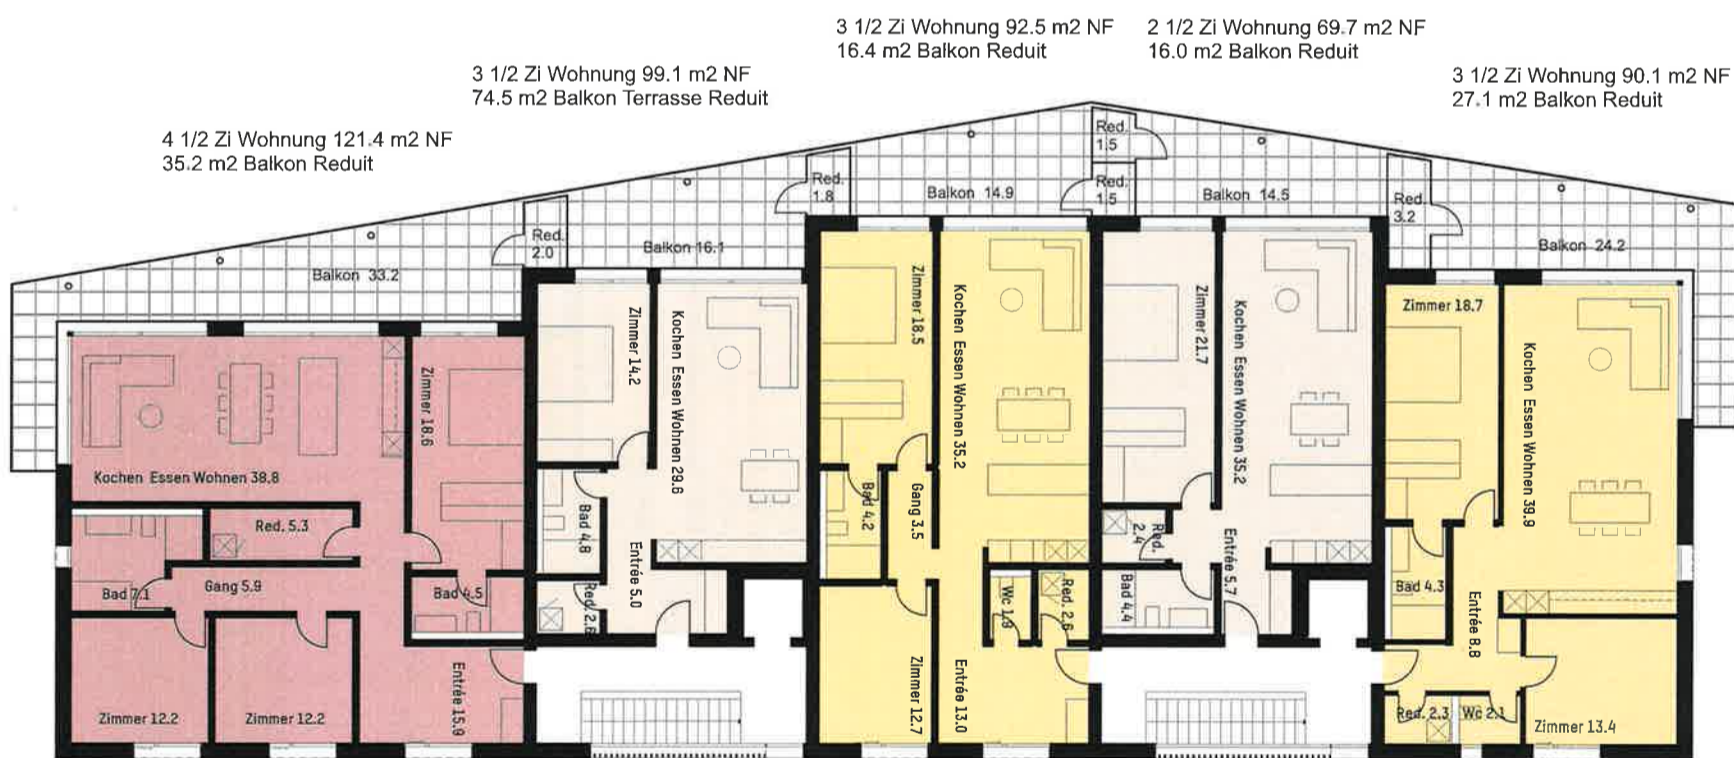 3 1/2 Zi Wohnung 92.5 m2 NF
16.4 m2 Balkon Reduit
2 1/2 Zi Wohnung 69.7 m2 NF
16.0 m2 Balkon Reduit
3 1/2 Zi Wohnung 99.1 m2 NF
74.5 m2 Balkon Terrasse Reduit
3 1/2 Zi Wohnung 90.1 m2 NF
27.1 m2 Balkon Reduit
4 1/2 Zi Wohnung 121.4 m2 NF
35.2 m2 Balkon Reduit
Balkon 33.2
Kochen Essen Wohnen 38.8
Zimmer 18.6
Red. 5.3
Bad 7.1
Gang 5.9
Bad 4.5
Zimmer 12.2
Zimmer 12.2
Entrée 15.9
Red.
2.0
Balkon 16.1
Zimmer 14.2
Kochen Essen Wohnen 29.6
Bad 4.8
Entrée 5.0
Red. 2.6
Red.
1.8
Balkon 14.9
Red.
1.5
Red.
1.5
Zimmer 18.5
Kochen Essen Wohnen 35.2
Bad 4.2
Gang 3.5
Wc 1.9
Red. 2.6
Zimmer 12.7
Entrée 13.0
Balkon 14.5
Zimmer 21.7
Kochen Essen Wohnen 35.2
Red.
2.4
Bad 4.4
Entrée 5.7
Red.
3.2
Balkon 24.2
Zimmer 18.7
Kochen Essen Wohnen 39.9
Bad 4.3
Entrée 8.8
Red. 2.3
Wc 2.1
Zimmer 13.4